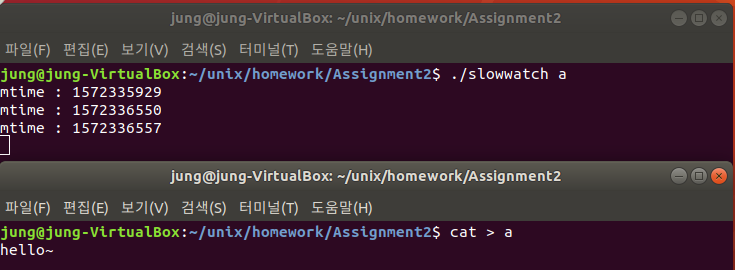 jung@jung-VirtualBox: ~/unix/homework/Assignment2
파일(F) 편집(E) 보기(V) 검색(S) 터미널(T) 도움말(H)
jung@jung-VirtualBox:~/unix/homework/Assignment2$ ./slowwatch a
mtime : 1572335929
mtime : 1572336550
mtime : 1572336557
jung@jung-VirtualBox: ~/unix/homework/Assignment2
파일(F) 편집(E) 보기(V) 검색(S) 터미널(T) 도움말(H)
jung@jung-VirtualBox:~/unix/homework/Assignment2$ cat > a
hello~